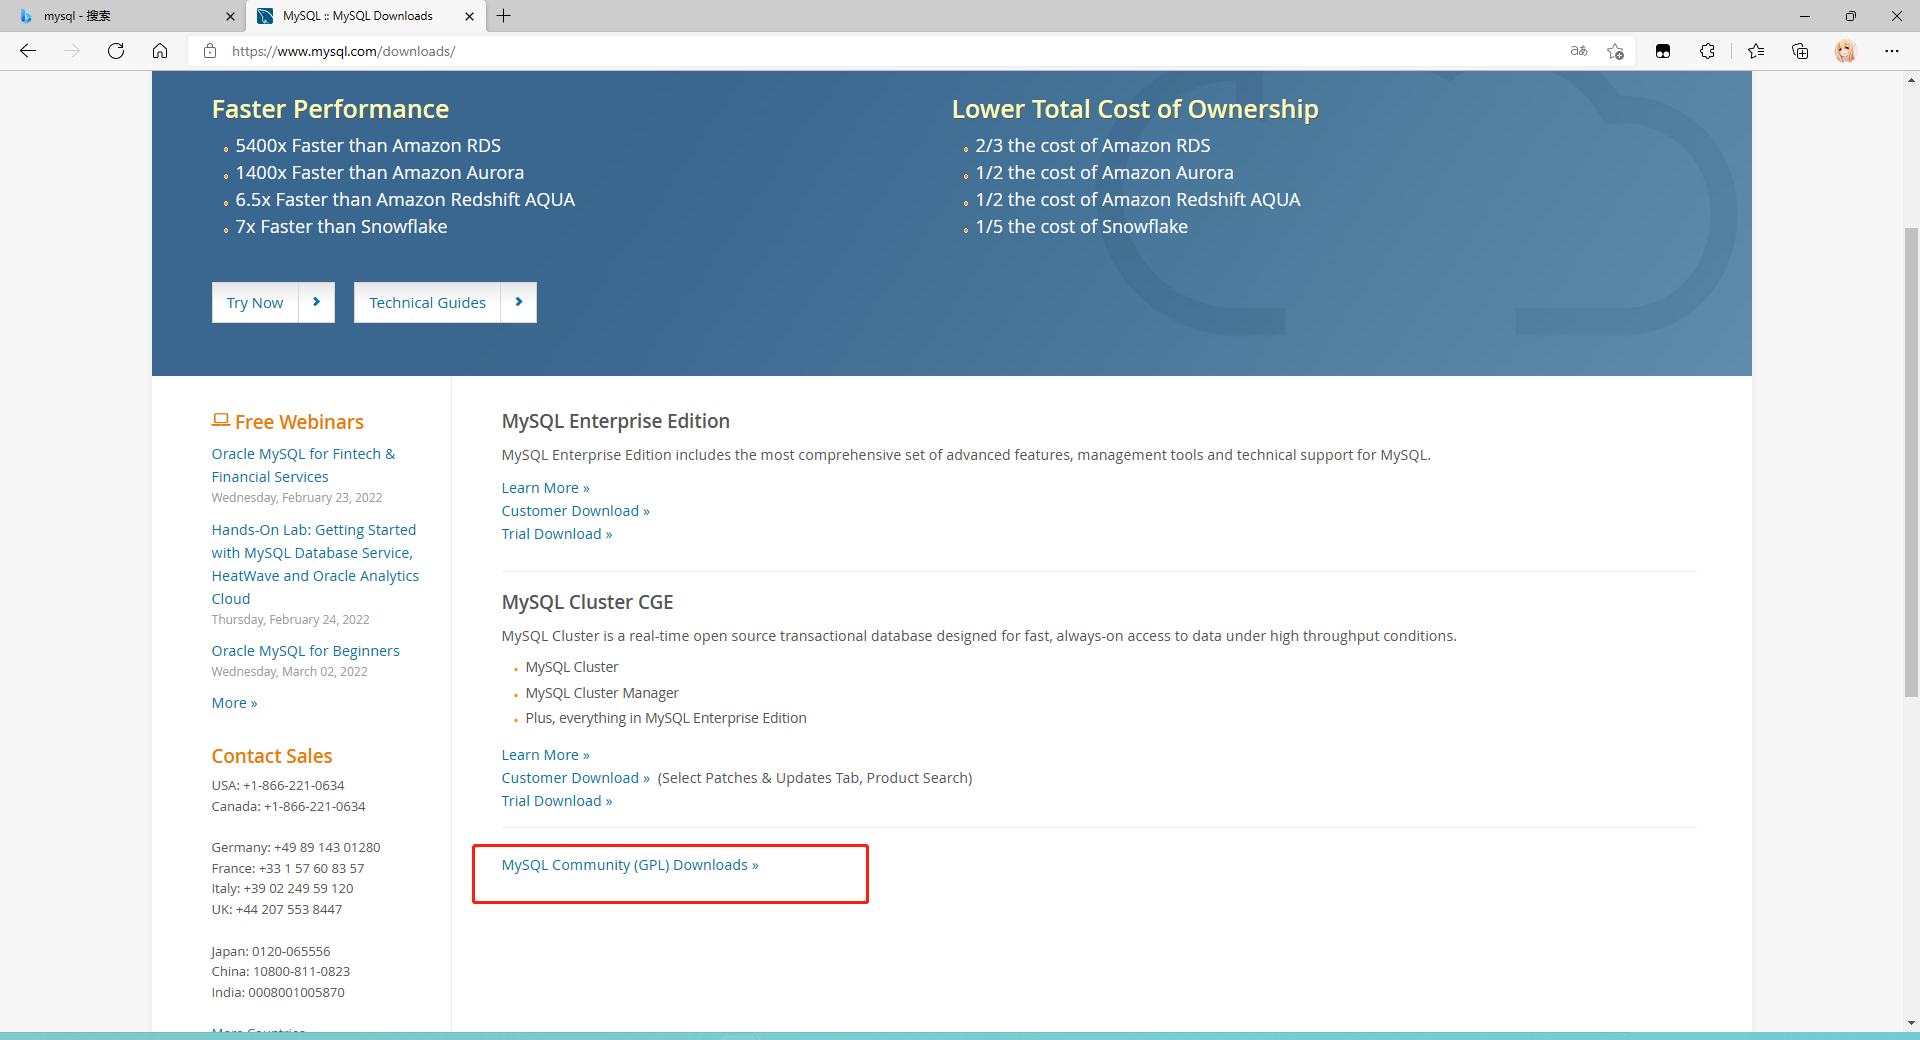 mysql - 搜索
MySQL :: MySQL Downloads
https://www.mysql.com/downloads/
aあ
Faster Performance
5400x Faster than Amazon RDS
1400x Faster than Amazon Aurora
6.5x Faster than Amazon Redshift AQUA
7x Faster than Snowflake
Lower Total Cost of Ownership
2/3 the cost of Amazon RDS
1/2 the cost of Amazon Aurora
1/2 the cost of Amazon Redshift AQUA
1/5 the cost of Snowflake
Try Now
Technical Guides
Free Webinars
Oracle MySQL for Fintech &
Financial Services
Wednesday, February 23, 2022
Hands-On Lab: Getting Started
with MySQL Database Service,
HeatWave and Oracle Analytics
Cloud
Thursday, February 24, 2022
Oracle MySQL for Beginners
Wednesday, March 02, 2022
More »
Contact Sales
USA: +1-866-221-0634
Canada: +1-866-221-0634
Germany: +49 89 143 01280
France: +33 1 57 60 83 57
Italy: +39 02 249 59 120
UK: +44 207 553 8447
Japan: 0120-065556
China: 10800-811-0823
India: 0008001005870
More Countries
MySQL Enterprise Edition
MySQL Enterprise Edition includes the most comprehensive set of advanced features, management tools and technical support for MySQL.
Learn More »
Customer Download »
Trial Download »
MySQL Cluster CGE
MySQL Cluster is a real-time open source transactional database designed for fast, always-on access to data under high throughput conditions.
MySQL Cluster
MySQL Cluster Manager
Plus, everything in MySQL Enterprise Edition
Learn More »
Customer Download » (Select Patches & Updates Tab, Product Search)
Trial Download »
MySQL Community (GPL) Downloads »